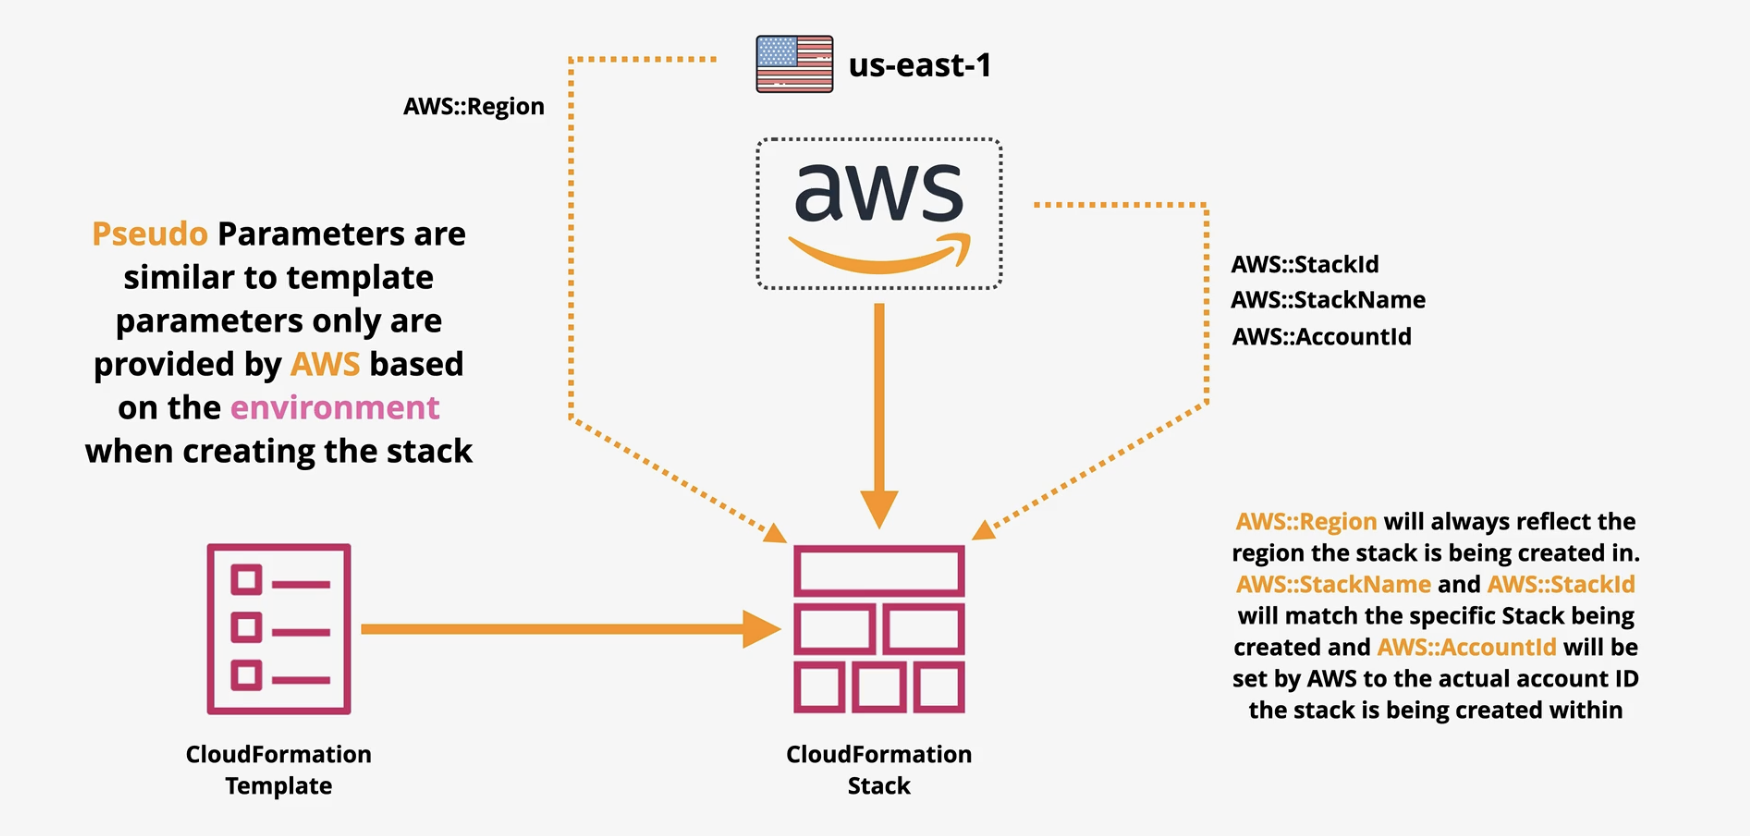 us-east-1
AWS::Region
aws
Pseudo Parameters are
similar to template
parameters only are
provided by AWS based
on the environment
when creating the stack
AWS::StackId
AWS::StackName
AWS::AccountId
AWS::Region will always reflect the
region the stack is being created in.
AWS::StackName and AWS::StackId
will match the specific Stack being
created and AWS::AccountId will be
set by AWS to the actual account ID
the stack is being created within
CloudFormation
Template
CloudFormation
Stack